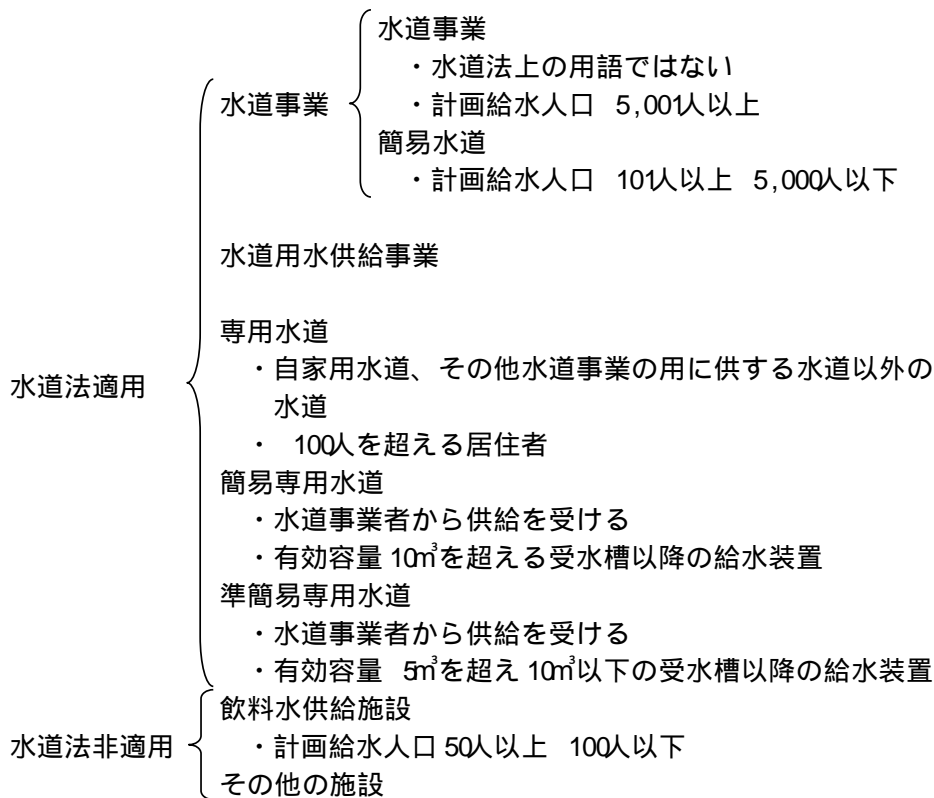 水道事業
・水道法上の用語ではない
水道事業
・計画給水人口 5,001人以上
簡易水道
・計画給水人口 101人以上 5,000人以下
水道用水供給事業
専用水道
・自家用水道、その他水道事業の用に供する水道以外の
水道
水道法適用
・ 100人を超える居住者
簡易専用水道
・水道事業者から供給を受ける
・有効容量 10㎥を超える受水槽以降の給水装置
準簡易専用水道
・水道事業者から供給を受ける
・有効容量 5㎥を超え 10㎥以下の受水槽以降の給水装置
飲料水供給施設
水道法非適用
・計画給水人口 50人以上 100人以下
その他の施設